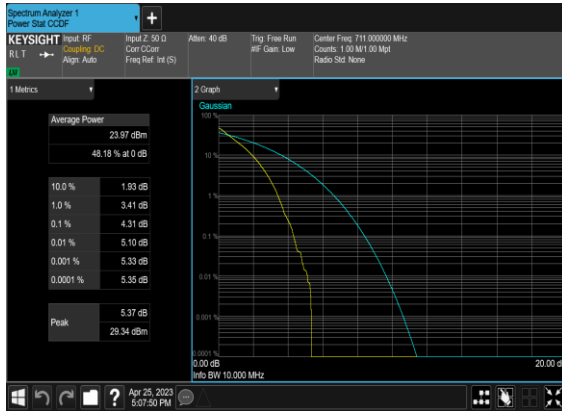 Spectrum Analyzer 1
Power Stat CCDF
+
KEYSIGHT
R L T
LXI
Input: RF
Coupling: DC
Align: Auto
Input Z: 50 Ω
Corr CCorr
Freq Ref: Int (S)
Atten: 40 dB
Trig: Free Run
#IF Gain: Low
Center Freq: 711.000000 MHz
Counts: 1.00 M/1.00 Mpt
Radio Std: None
1 Metrics
Average Power
23.97 dBm
48.18 % at 0 dB
10.0 % 1.93 dB
1.0 % 3.41 dB
0.1 % 4.31 dB
0.01 % 5.10 dB
0.001 % 5.33 dB
0.0001 % 5.35 dB
Peak
5.37 dB
29.34 dBm
2 Graph
Gaussian
100 %
10 %
1 %
0.1 %
0.01 %
0.001 %
0.0001 %
0.00 dB
20.00 d
Info BW 10.000 MHz
?
Apr 25, 2023
5:07:50 PM